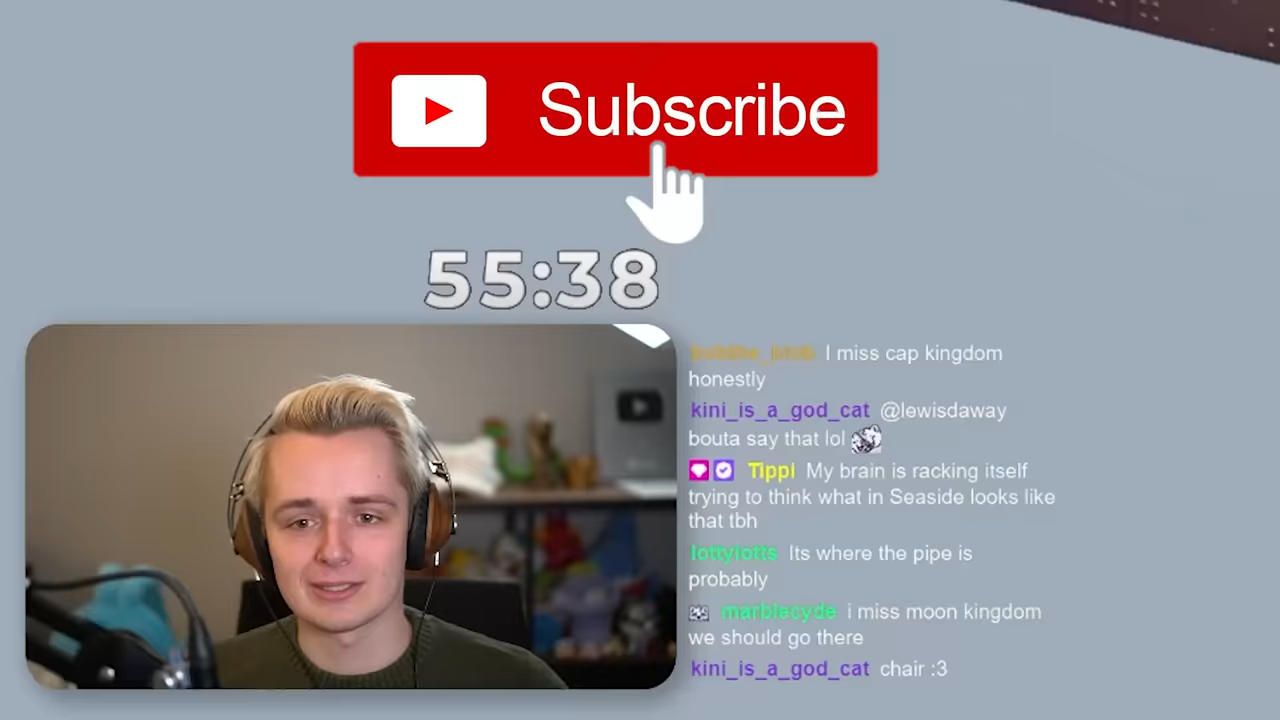 Subscribe
55:38
I miss cap kingdom
honestly
kini_is_a_god_cat @lewisdaway
bouta say that lol
Tippi My brain is racking itself
trying to think what in Seaside looks like
that tbh
lottylotts Its where the pipe is
probably
marblecyde i miss moon kingdom
we should go there
kini_is_a_god_cat chair :3